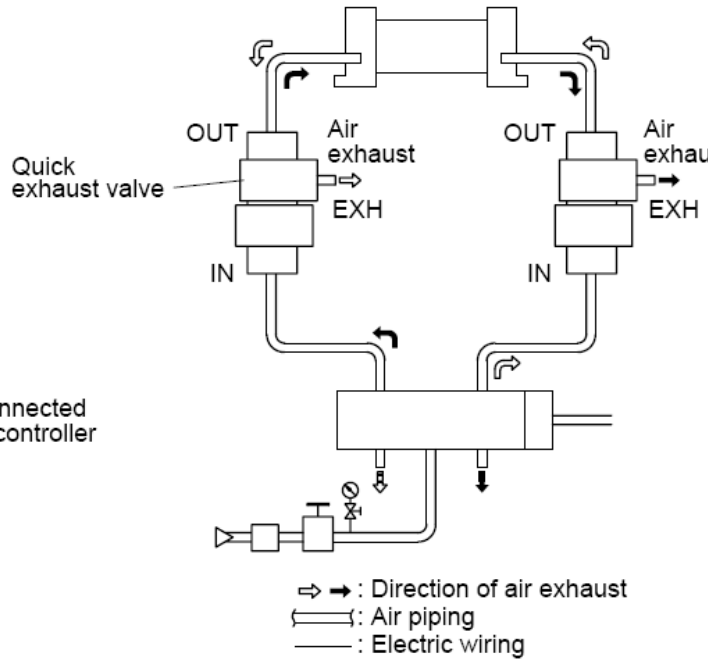 OUT
Air
exhaust
Quick
exhaust valve
EXH
IN
OUT
Air
exhau
EXH
IN
nnected
controller
: Direction of air exhaust
: Air piping
: Electric wiring